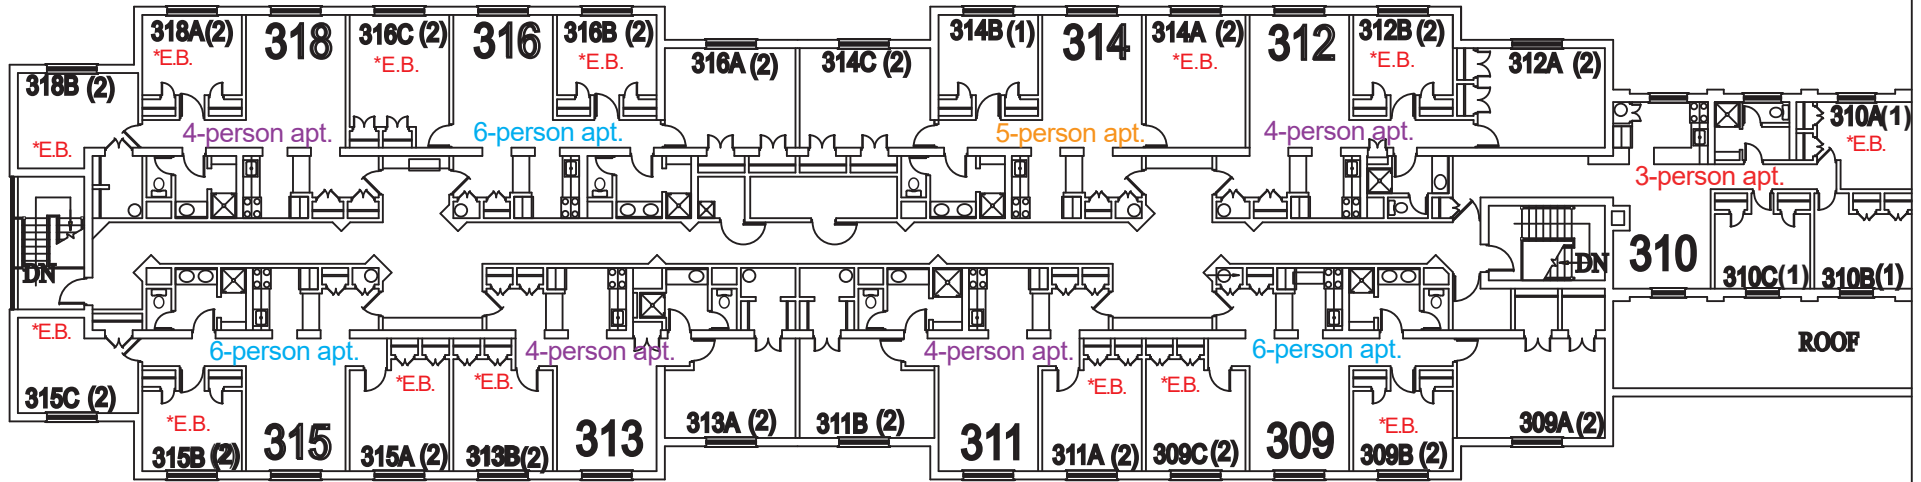 318A (2)
*E.B.
318
316C (2)
*E.B.
316
316B (2)
*E.B.
316A (2)
314C (2)
314B (1)
314
314A (2)
*E.B.
312
312B (2)
*E.B.
312A (2)
318B (2)
*E.B.
310A (1)
*E.B.
4-person apt.
6-person apt.
5-person apt.
4-person apt.
3-person apt.
DN
DN
310
310C (1)
310B (1)
ROOF
*E.B.
315C (2)
6-person apt.
4-person apt.
4-person apt.
6-person apt.
*E.B.
315B (2)
315
*E.B.
315A (2)
*E.B.
313B (2)
313
313A (2)
311B (2)
311
*E.B.
311A (2)
*E.B.
309C (2)
309
*E.B.
309B (2)
309A (2)